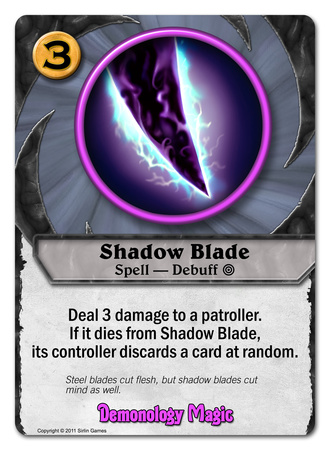 3
Shadow Blade
Spell — Debuff ◎
Deal 3 damage to a patroller.
If it dies from Shadow Blade,
its controller discards a card at random.
Steel blades cut flesh, but shadow blades cut
mind as well.
Demonology Magic
Copyright © 2011 Sirlin Games